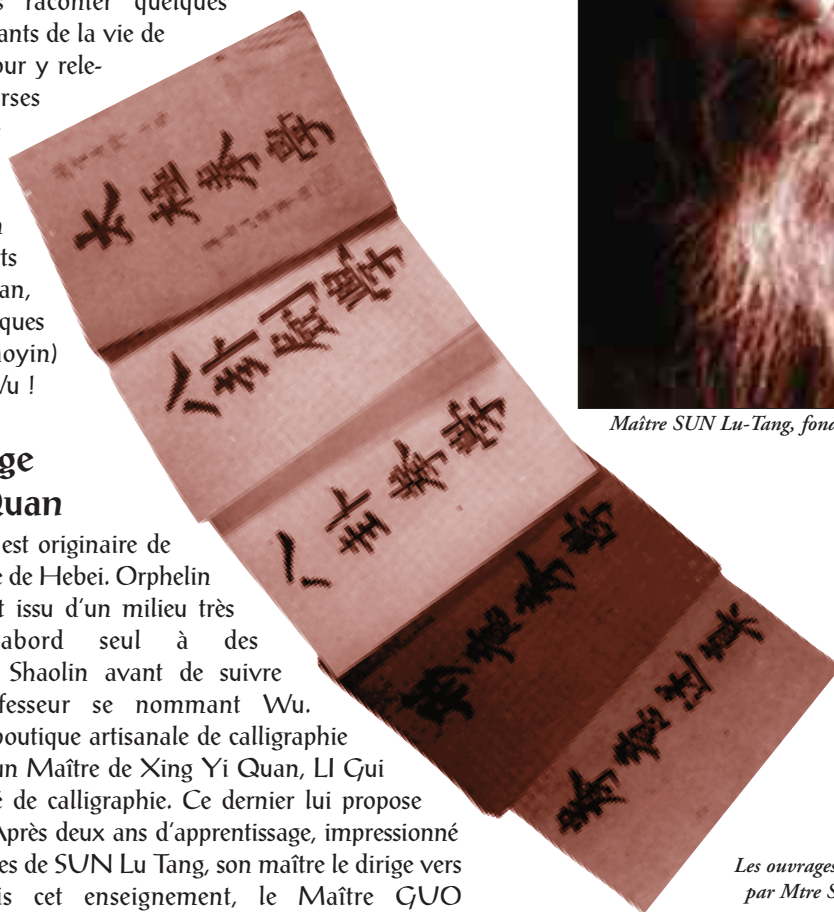 raconter quelques
ants de la vie de
our y rele-
rses
ts
an,
ques
oyin)
Vu !
ge
Quan
est originaire de
e de Hebei. Orphelin
t issu d'un milieu très
abord seul à des
Shaolin avant de suivre
fesseur se nommant Wu.
boutique artisanale de calligraphie
un Maître de Xing Yi Quan, LI Gui
é de calligraphie. Ce dernier lui propose
Après deux ans d'apprentissage, impressionné
es de SUN Lu Tang, son maître le dirige vers
is cet enseignement, le Maître GUO
太極拳學
八卦劍學
八卦拳學
形意拳學
拳意述真
Maître SUN Lu-Tang, fond
Les ouvrages
par Mtre S